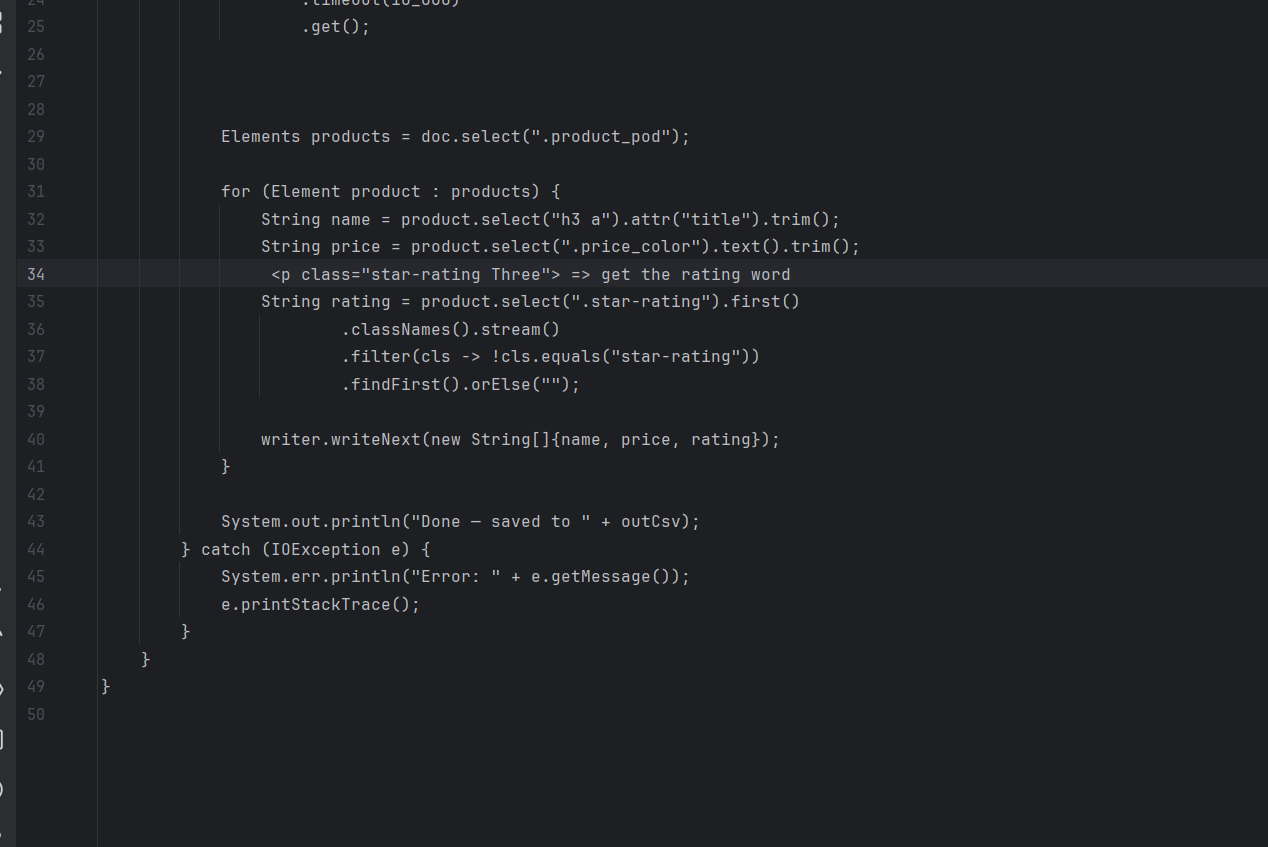 24 .timeout(10_000)
25 .get();
26
27
28
29 Elements products = doc.select(".product_pod");
30
31 for (Element product : products) {
32 String name = product.select("h3 a").attr("title").trim();
33 String price = product.select(".price_color").text().trim();
34 <p class="star-rating Three"> => get the rating word
35 String rating = product.select(".star-rating").first()
36 .classNames().stream()
37 .filter(cls -> !cls.equals("star-rating"))
38 .findFirst().orElse("");
39
40 writer.writeNext(new String[]{name, price, rating});
41 }
42
43 System.out.println("Done — saved to " + outCsv);
44 } catch (IOException e) {
45 System.err.println("Error: " + e.getMessage());
46 e.printStackTrace();
47 }
48 }
49 }
50